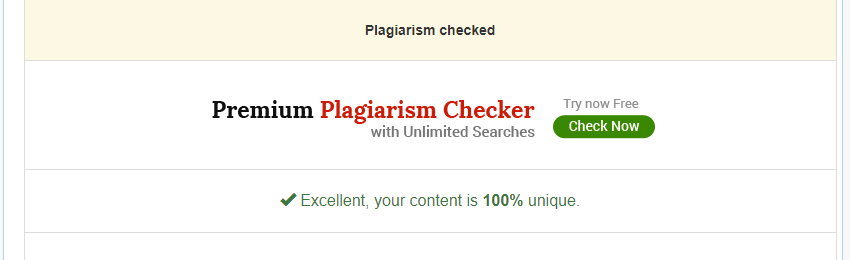 Plagiarism checked
Premium Plagiarism Checker
with Unlimited Searches
Try now Free
Check Now
Excellent, your content is 100% unique.